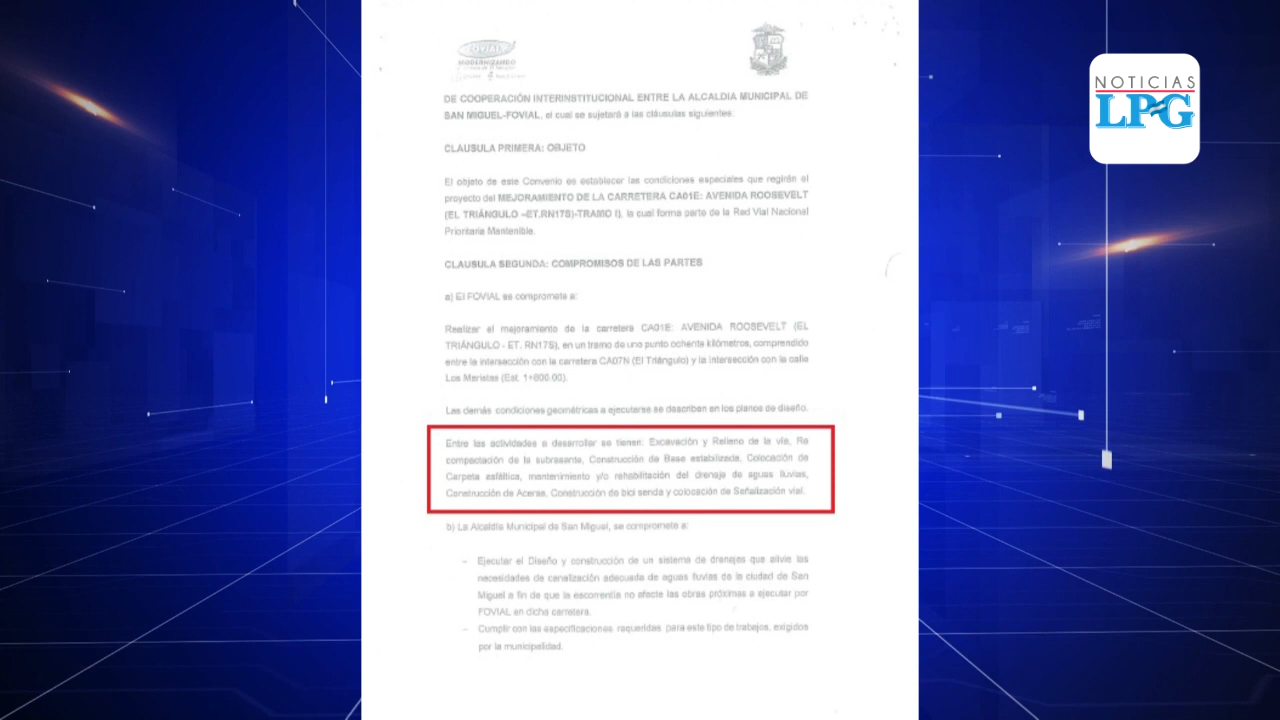 FOVIAL
MODERNIZANDO
NOTICIAS
LPG
DE COOPERACIÓN INTERINSTITUCIONAL ENTRE LA ALCALDIA MUNICIPAL DE
SAN MIGUEL-FOVIAL, el cual se sujetará a las cláusulas siguientes:
CLAUSULA PRIMERA: OBJETO
El objeto de este Convenio es establecer las condiciones especiales que regirán el
proyecto del MEJORAMIENTO DE LA CARRETERA CA01E: AVENIDA ROOSEVELT
(EL TRIÁNGULO –ET.RN17S)-TRAMO I), la cual forma parte de la Red Vial Nacional
Prioritaria Mantenible.
CLAUSULA SEGUNDA: COMPROMISOS DE LAS PARTES
a) El FOVIAL se compromete a:
Realizar el mejoramiento de la carretera CA01E: AVENIDA ROOSEVELT (EL
TRIÁNGULO - ET. RN17S), en un tramo de uno punto ochenta kilómetros, comprendido
entre la intersección con la carretera CA07N (El Triángulo) y la intersección con la calle
Los Maristas (Est. 1+800.00).
Las demás condiciones geométricas a ejecutarse se describen en los planos de diseño.
Entre las actividades a desarrollar se tienen: Excavación y Relleno de la vía, Re
compactación de la subrasante, Construcción de Base estabilizada, Colocación de
Carpeta asfáltica, mantenimiento y/o rehabilitación del drenaje de aguas lluvias,
Construcción de Aceras, Construcción de bici senda y colocación de Señalización vial.
b) La Alcaldía Municipal de San Miguel, se compromete a:
– Ejecutar el Diseño y construcción de un sistema de drenajes que alivie las
necesidades de canalización adecuada de aguas lluvias de la ciudad de San
Miguel a fin de que la escorrentía no afecte las obras próximas a ejecutar por
FOVIAL en dicha carretera.
– Cumplir con las especificaciones requeridas para este tipo de trabajos, exigidos
por la municipalidad.